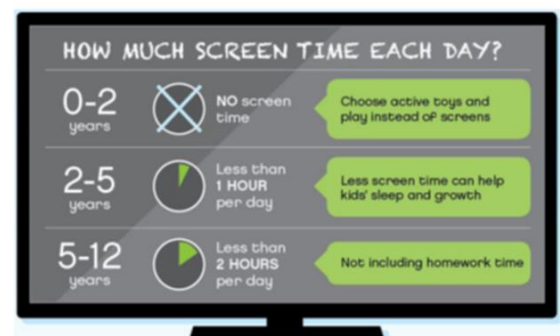 HOW MUCH SCREEN TIME EACH DAY?
0-2
years
NO screen
time
Choose active toys and
play instead of screens
2-5
years
Less than
1 HOUR
per day
Less screen time can help
kids' sleep and growth
5-12
years
Less than
2 HOURS
per day
Not including homework time